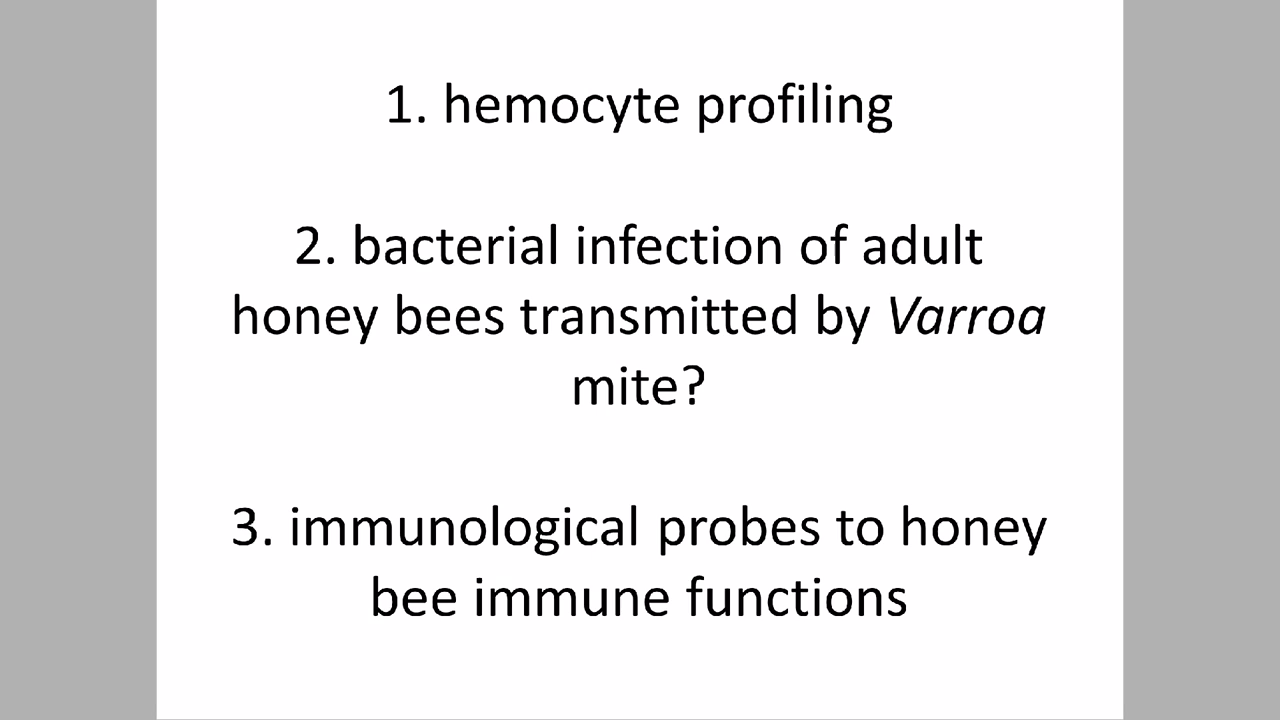 1. hemocyte profiling
2. bacterial infection of adult
honey bees transmitted by Varroa
mite?
3. immunological probes to honey
bee immune functions